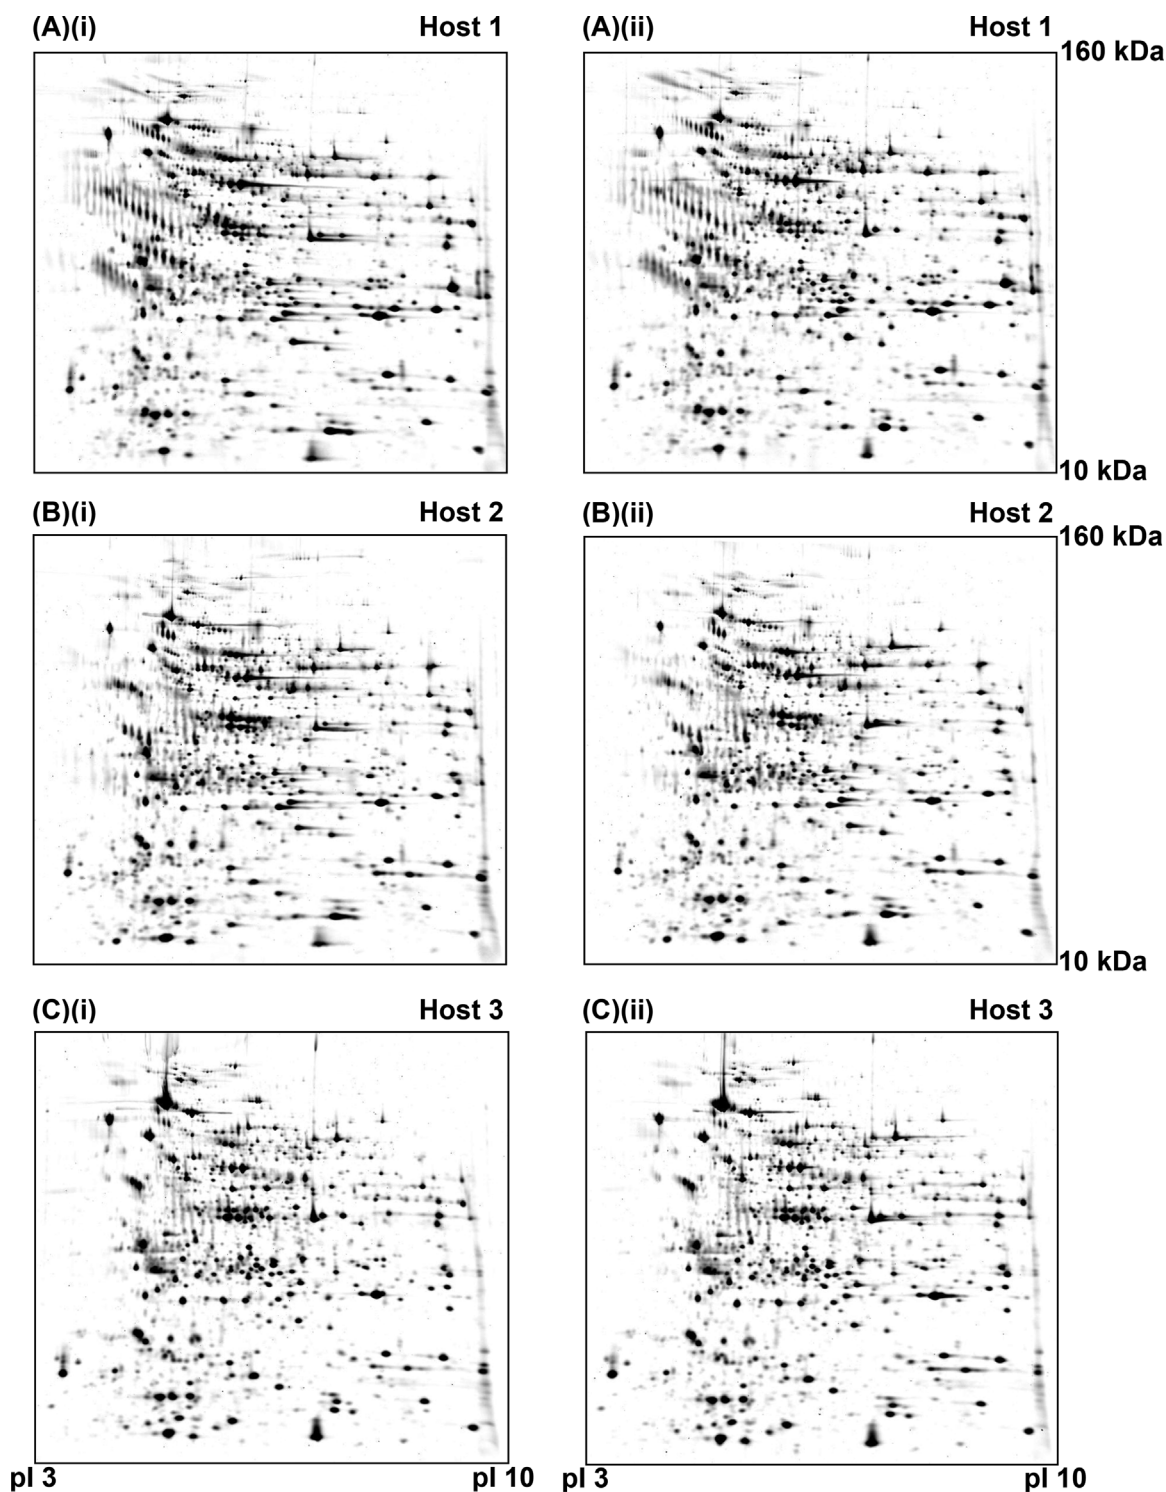 (A)(i) Host 1 (A)(ii) Host 1
160 kDa
10 kDa
(B)(i) Host 2 (B)(ii) Host 2
160 kDa
10 kDa
(C)(i) Host 3 (C)(ii) Host 3
pI 3 pI 10 pI 3 pI 10